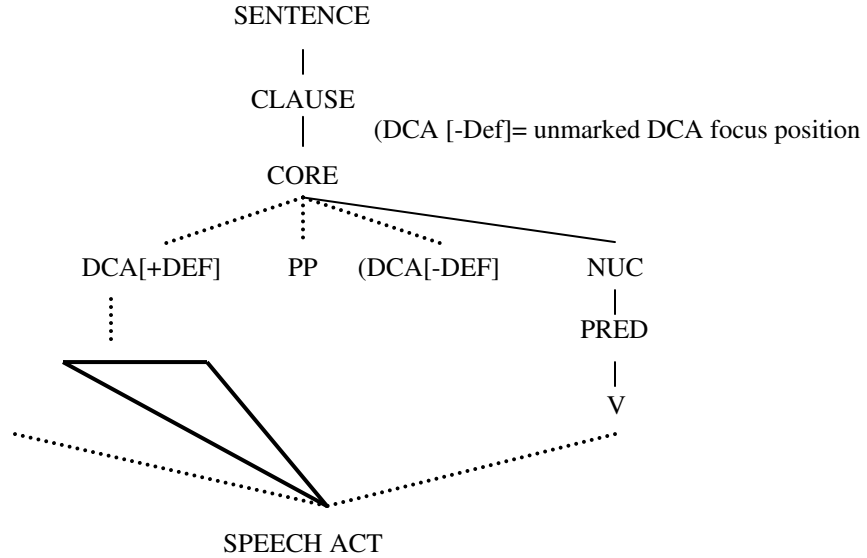 SENTENCE
CLAUSE
(DCA [-Def]= unmarked DCA focus position
CORE
DCA[+DEF] PP (DCA[-DEF] NUC
PRED
V
SPEECH ACT